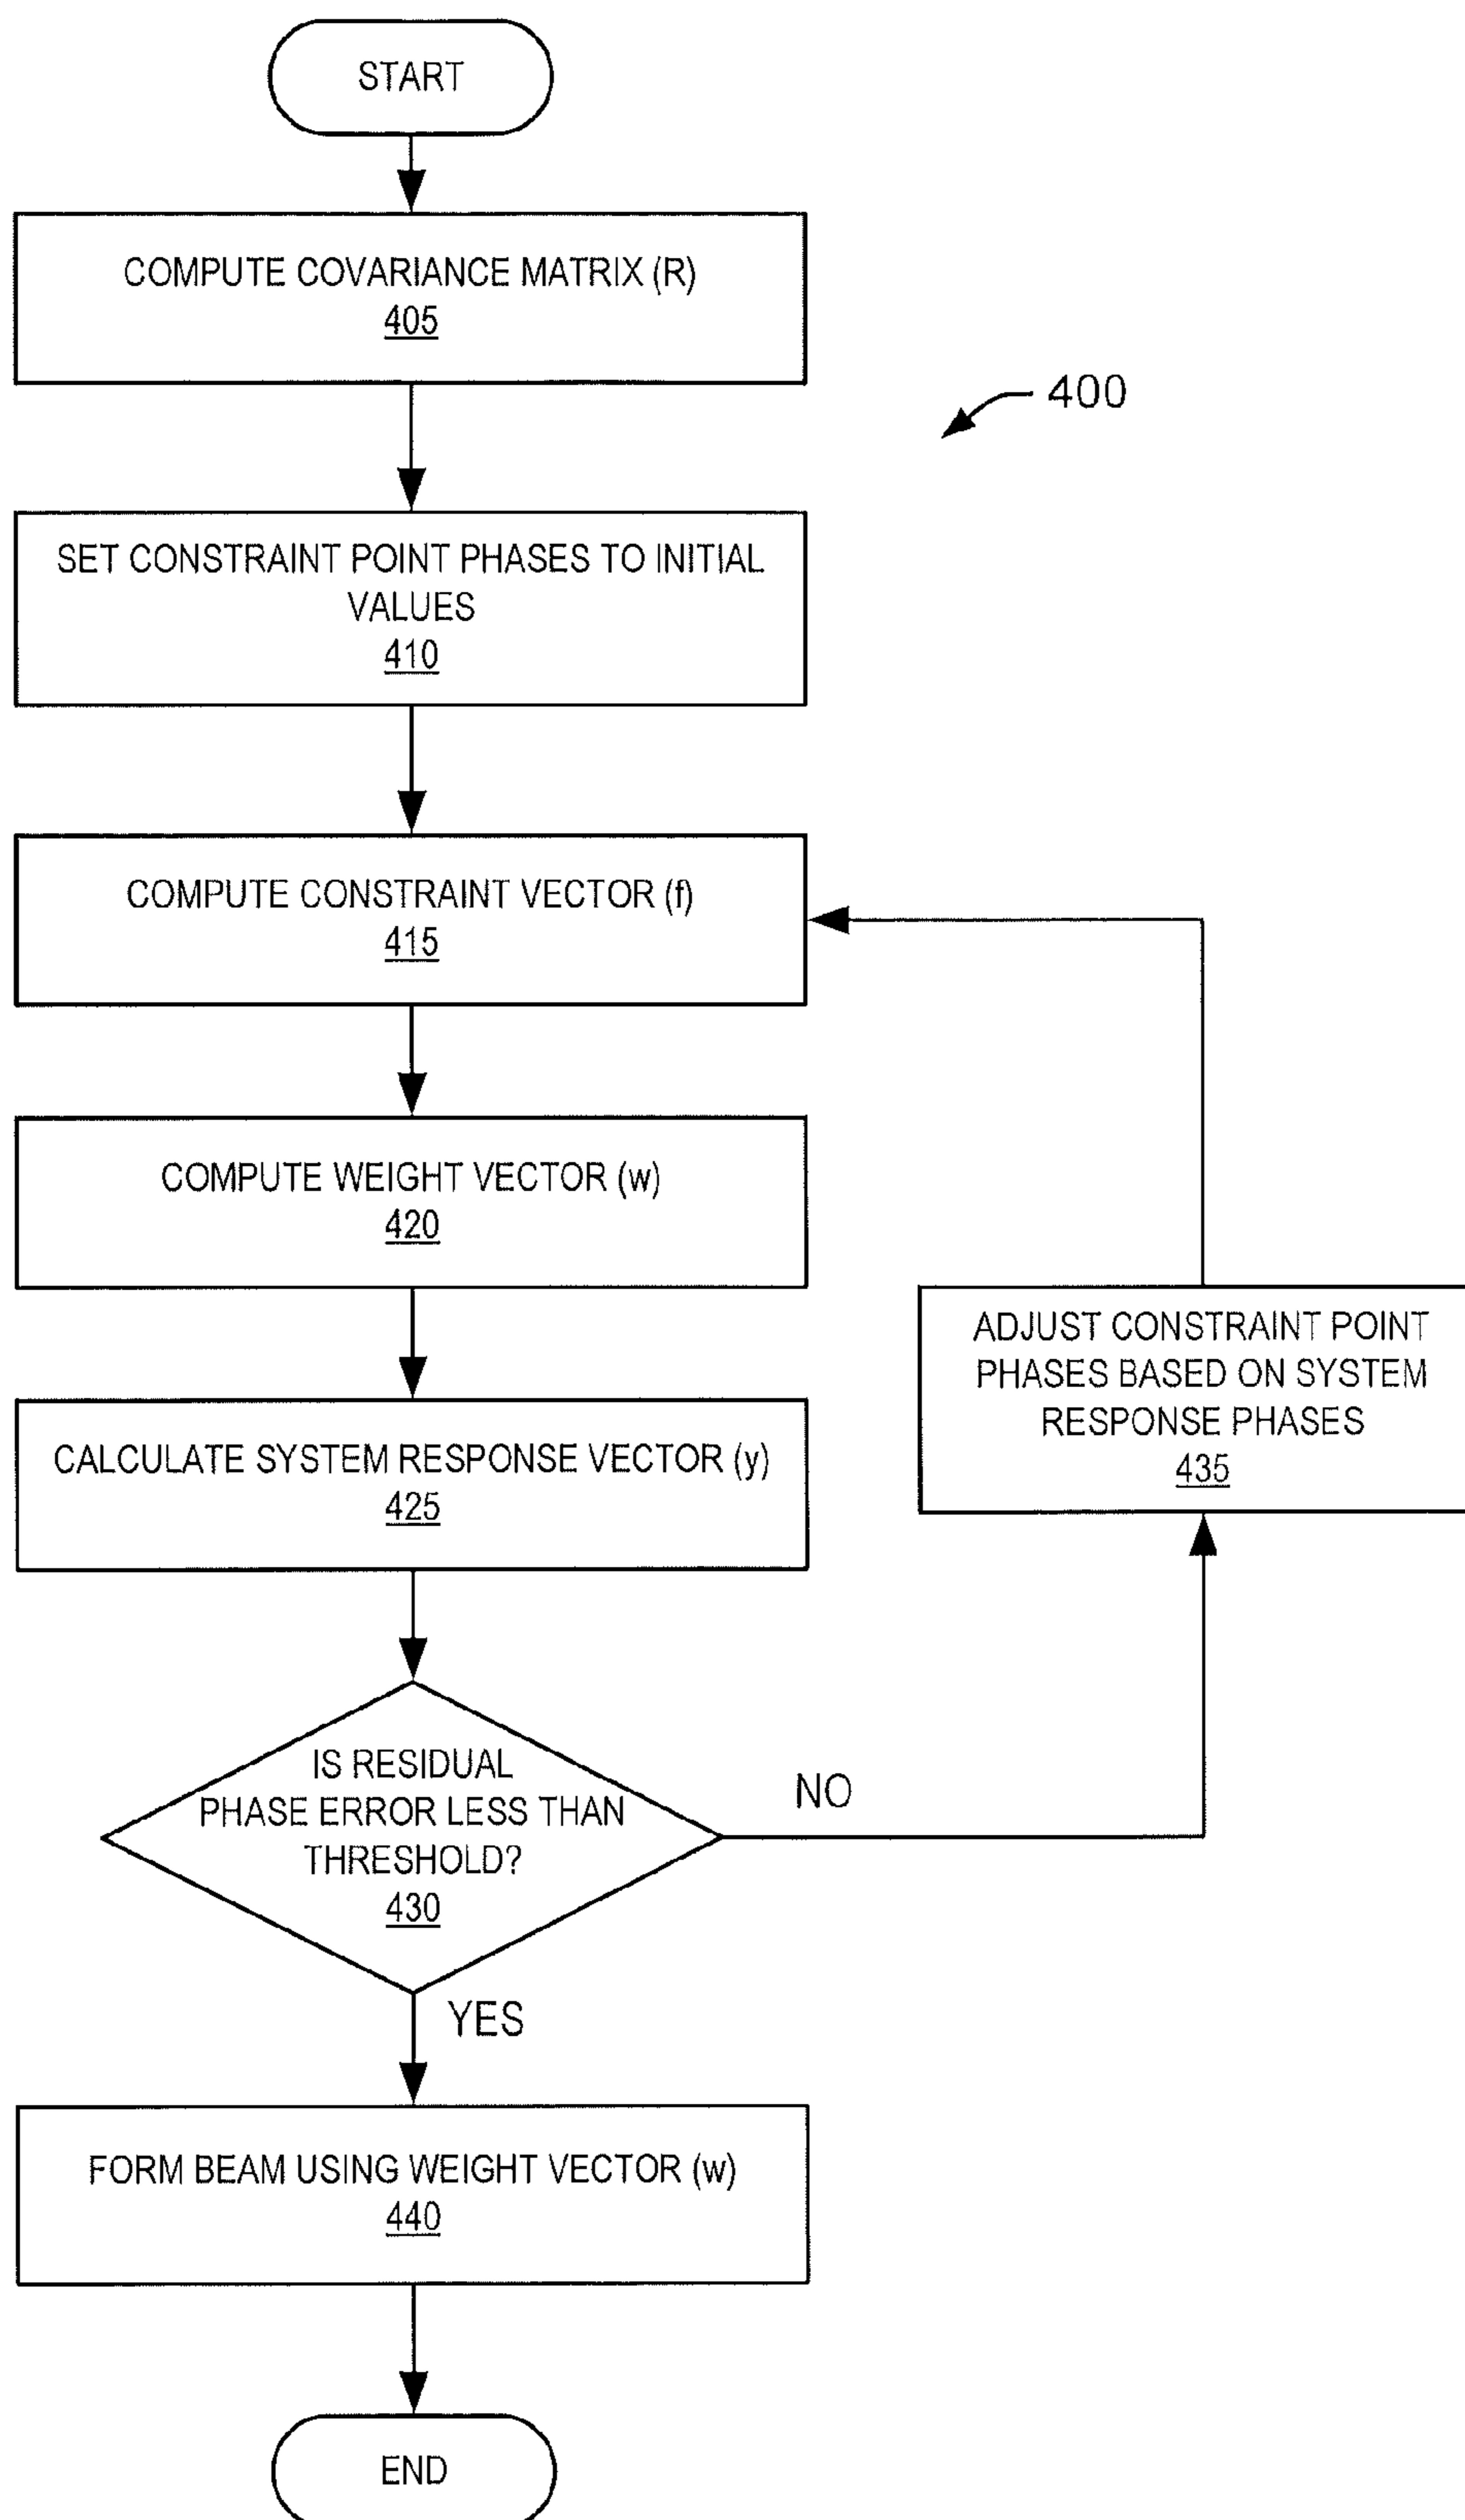 START
COMPUTE COVARIANCE MATRIX (R)
405
400
SET CONSTRAINT POINT PHASES TO INITIAL
VALUES
410
COMPUTE CONSTRAINT VECTOR (f)
415
COMPUTE WEIGHT VECTOR (w)
420
ADJUST CONSTRAINT POINT
PHASES BASED ON SYSTEM
RESPONSE PHASES
435
CALCULATE SYSTEM RESPONSE VECTOR (y)
425
IS RESIDUAL
PHASE ERROR LESS THAN
THRESHOLD?
430
NO
YES
FORM BEAM USING WEIGHT VECTOR (w)
440
END